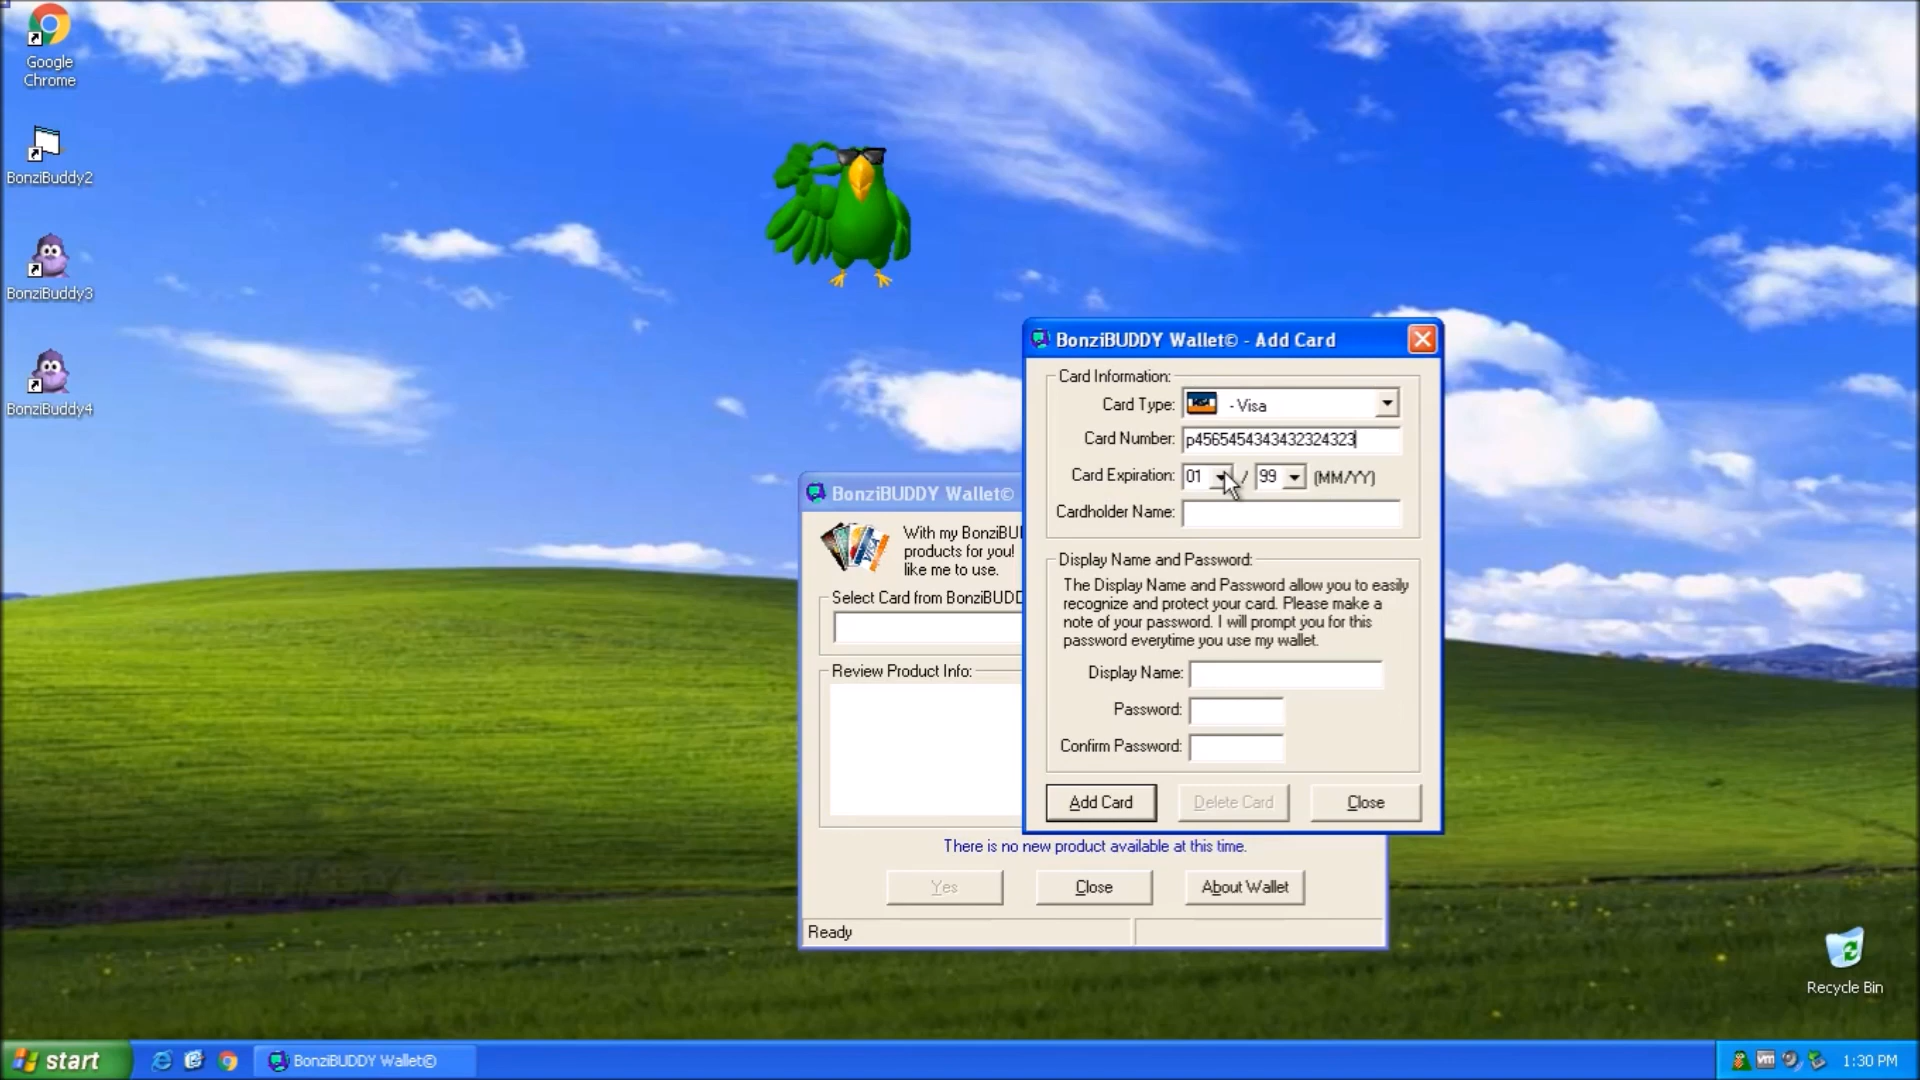 Google
Chrome
BonziBuddy2
BonziBuddy3
BonziBuddy4
BonziBUDDY Wallet© - Add Card
Card Information:
Card Type: VISA - Visa
Card Number: p4565454343432324323
Card Expiration: 01 / 99 (MM/YY)
Cardholder Name:
Display Name and Password:
The Display Name and Password allow you to easily
recognize and protect your card. Please make a
note of your password. I will prompt you for this
password everytime you use my wallet.
Display Name:
Password:
Confirm Password:
Add Card Delete Card Close
BonziBUDDY Wallet©
VISA
With my BonziBU
products for you!
like me to use.
Select Card from BonziBUDD
Review Product Info:
There is no new product available at this time.
Yes Close About Wallet
Ready
Recycle Bin
start
BonziBUDDY Wallet©
vm
1:30 PM